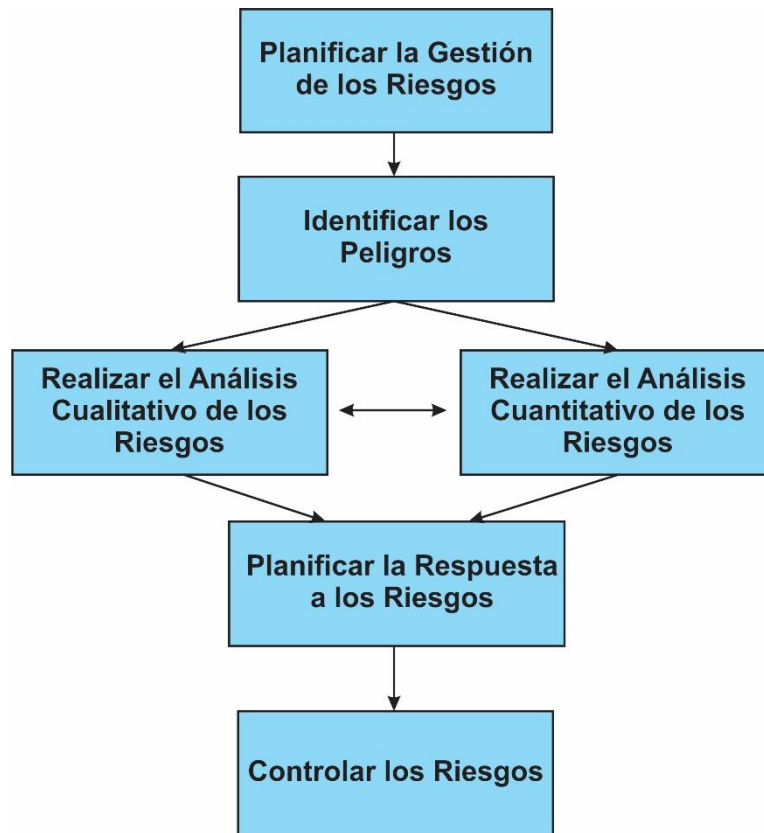 Planificar la Gestión
de los Riesgos
Identificar los
Peligros
Realizar el Análisis
Cualitativo de los
Riesgos
Realizar el Análisis
Cuantitativo de los
Riesgos
Planificar la Respuesta
a los Riesgos
Controlar los Riesgos